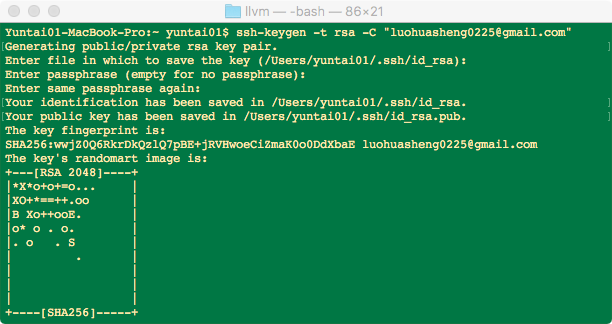 llvm — -bash — 86×21
Yuntai01-MacBook-Pro:~ yuntai01$ ssh-keygen -t rsa -C "luohuasheng0225@gmail.com"
[Generating public/private rsa key pair.]
Enter file in which to save the key (/Users/yuntai01/.ssh/id_rsa):
Enter passphrase (empty for no passphrase):
Enter same passphrase again:
[Your identification has been saved in /Users/yuntai01/.ssh/id_rsa.]
[Your public key has been saved in /Users/yuntai01/.ssh/id_rsa.pub.]
The key fingerprint is:
SHA256:wwjZ0Q6RkrDkQzlQ7pBE+jRVHwoeCiZmaK0o0DdXbaE luohuasheng0225@gmail.com
The key's randomart image is:
+---[RSA 2048]----+
|*X*o+o+=o...     |
|XO+*==++.oo      |
|B Xo++ooE.       |
|o* o . o.        |
|. o   . S        |
|         .       |
|                 |
|                 |
|                 |
+----[SHA256]-----+